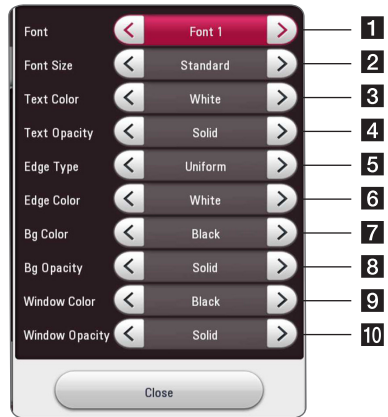 Font < Font 1 > 1
Font Size < Standard > 2
Text Color < White > 3
Text Opacity < Solid > 4
Edge Type < Uniform > 5
Edge Color < White > 6
Bg Color < Black > 7
Bg Opacity < Solid > 8
Window Color < Black > 9
Window Opacity < Solid > 10
Close